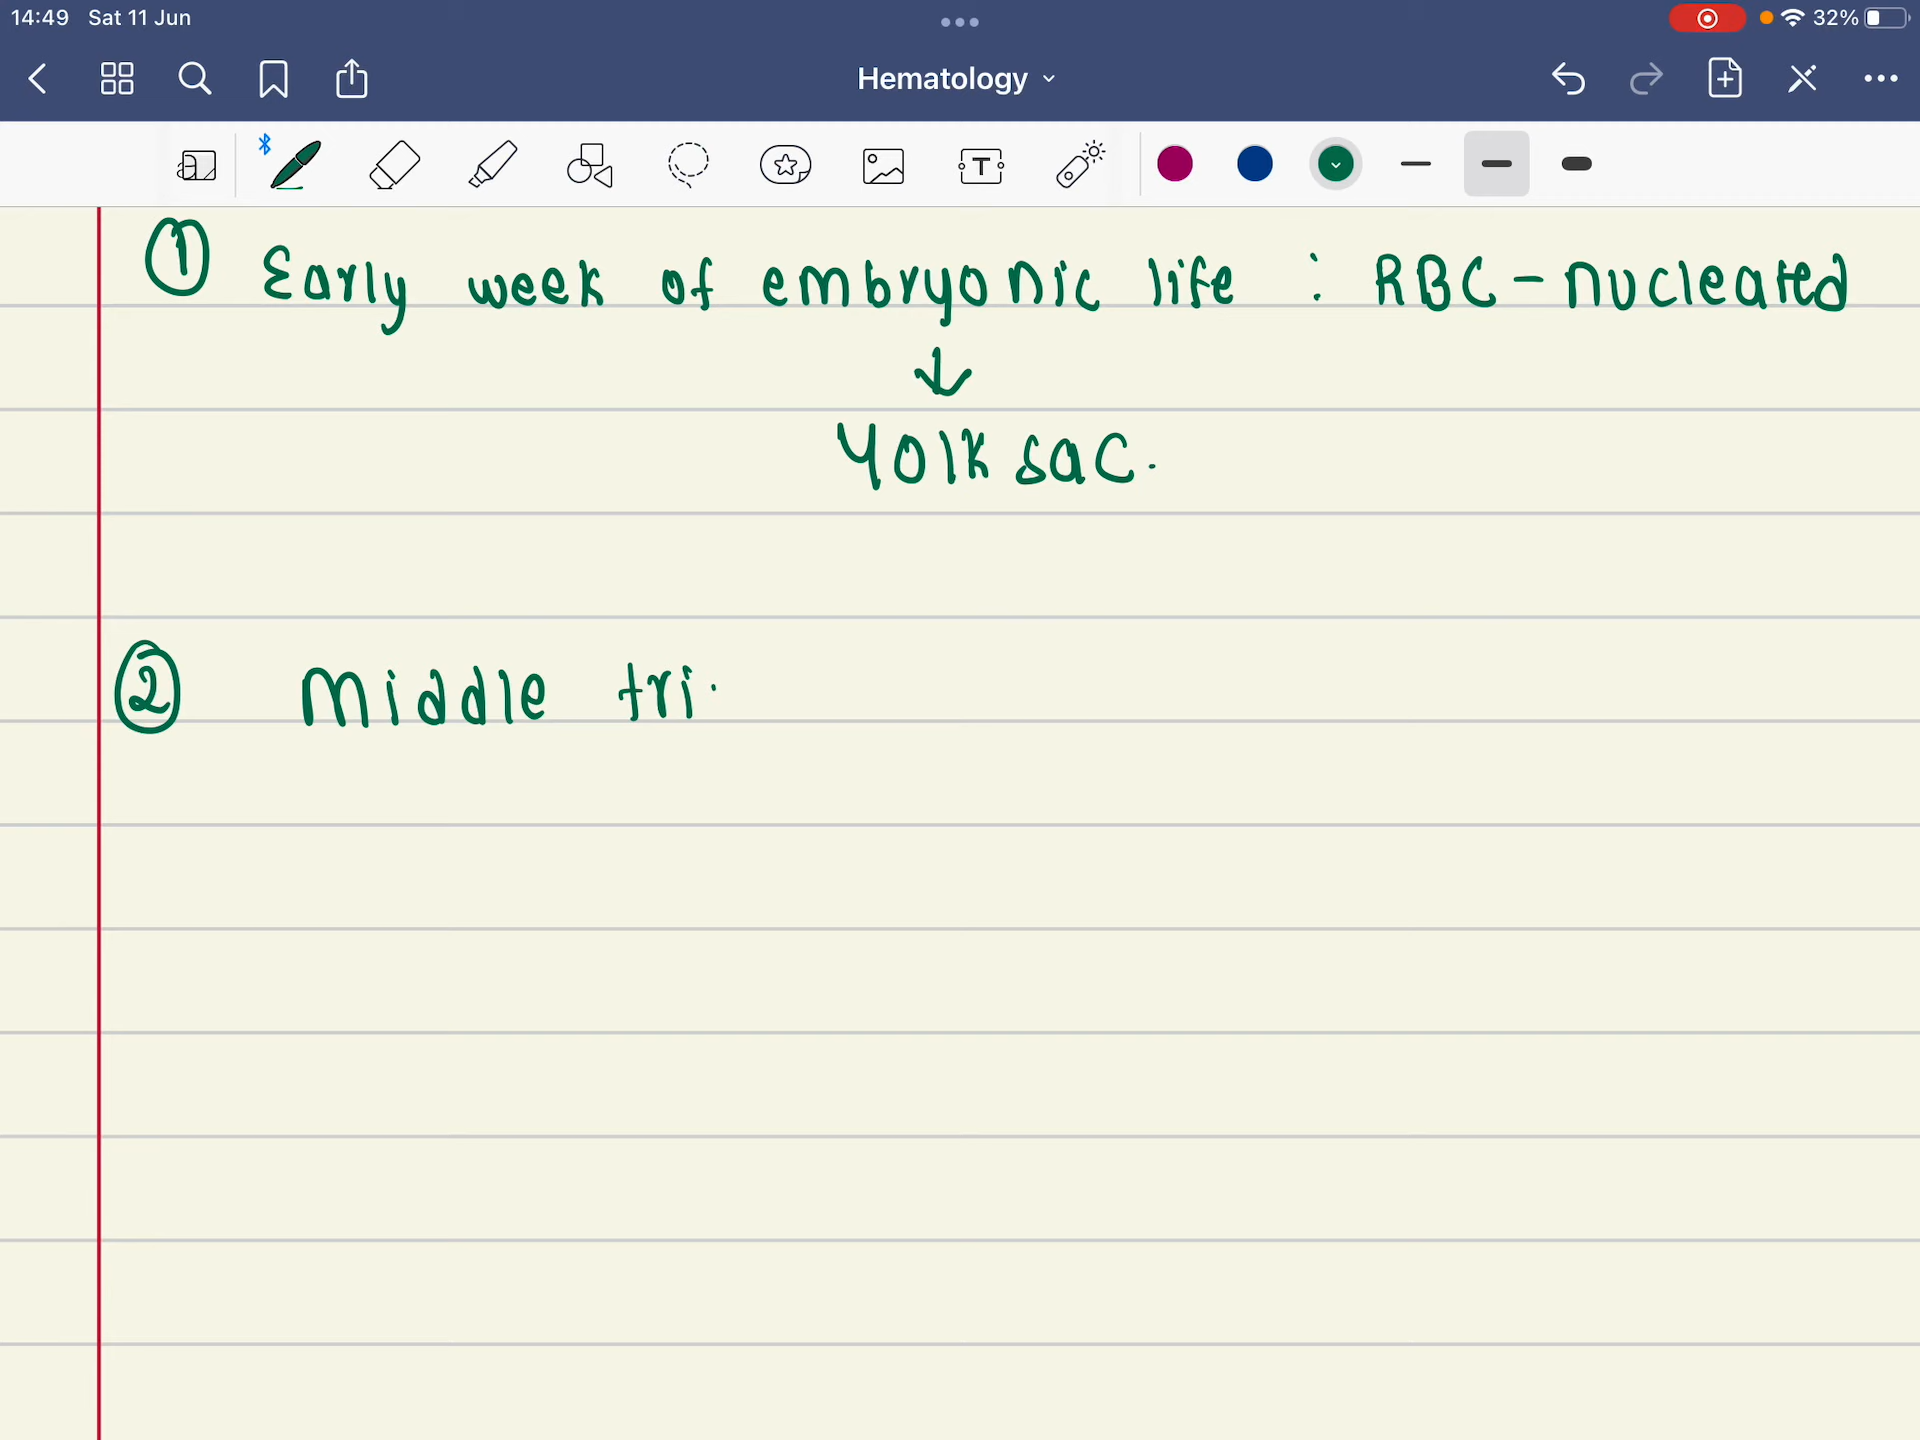 14:49 Sat 11 Jun 32%
Hematology
① Early week of embryonic life : RBC - nucleated
↓
Yolk sac.
② Middle tri.